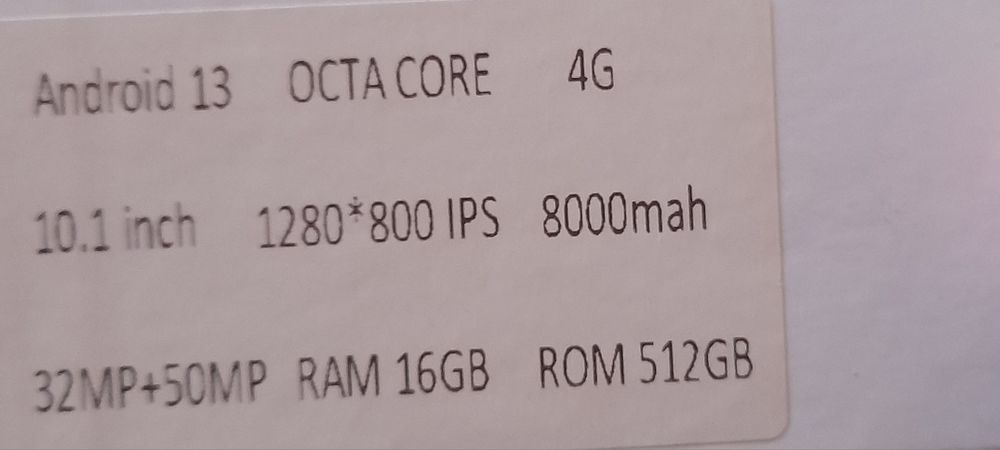 Android 13 OCTA CORE 4G
10.1 inch 1280*800 IPS 8000mah
32MP+50MP RAM 16GB ROM 512GB